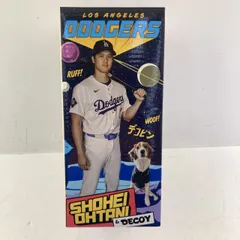 LOS ANGELES
DODGERS
RUFF!
Dodgers
WOOF!
デコピン
SHOHEI
OHTANI
& DECOY